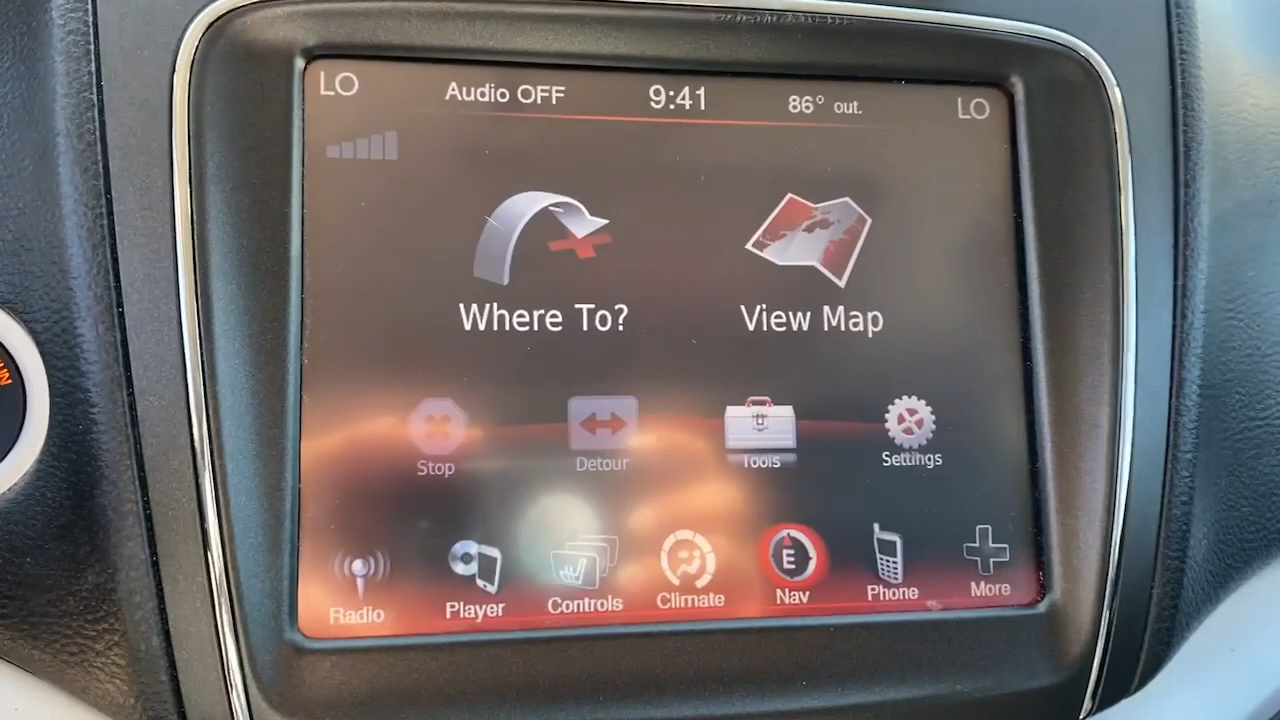 LO Audio OFF 9:41 86° out. LO
Where To? View Map
Stop Detour Tools Settings
E
Radio Player Controls Climate Nav Phone More